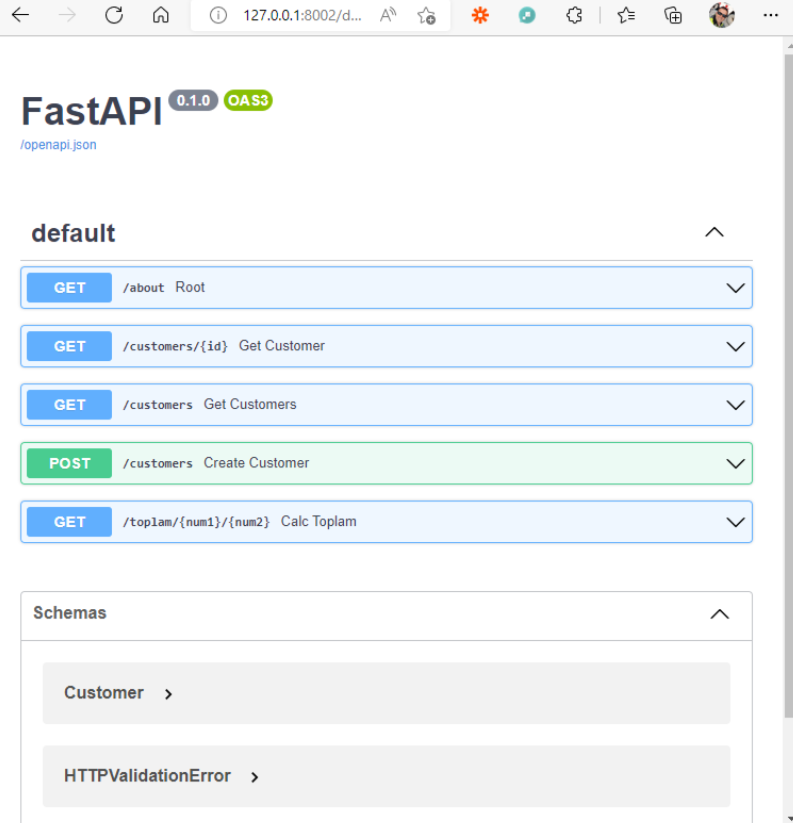 127.0.0.1:8002/d...
FastAPI 0.1.0 OAS3
/openapi.json
default
GET /about Root
GET /customers/{id} Get Customer
GET /customers Get Customers
POST /customers Create Customer
GET /toplam/{num1}/{num2} Calc Toplam
Schemas
Customer
HTTPValidationError